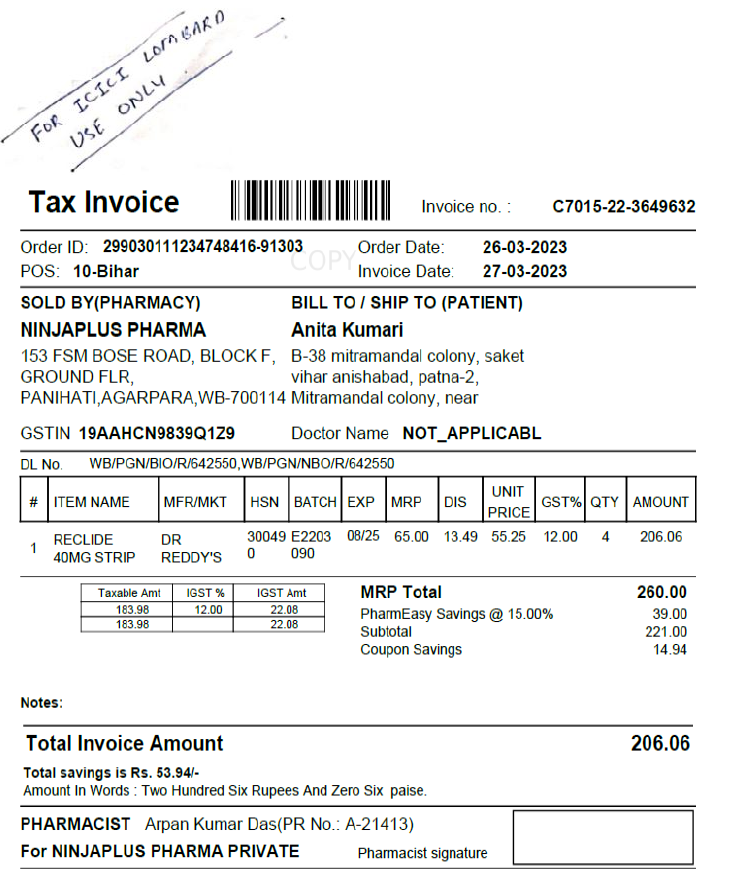 FOR ICICI LOMBARD
USE ONLY
Tax Invoice
Invoice no. : C7015-22-3649632
Order ID: 299030111234748416-91303 Order Date: 26-03-2023
COPY
POS: 10-Bihar Invoice Date: 27-03-2023
SOLD BY(PHARMACY) BILL TO / SHIP TO (PATIENT)
NINJAPLUS PHARMA Anita Kumari
153 FSM BOSE ROAD, BLOCK F, B-38 mitramandal colony, saket
GROUND FLR, vihar anishabad, patna-2,
PANIHATI,AGARPARA,WB-700114 Mitramandal colony, near
GSTIN 19AAHCN9839Q1Z9 Doctor Name NOT_APPLICABL
DL No. WB/PGN/BIO/R/642550,WB/PGN/NBO/R/642550
# ITEM NAME MFR/MKT HSN BATCH EXP MRP DIS UNIT PRICE GST% QTY AMOUNT
1 RECLIDE DR 30049 E2203 08/25 65.00 13.49 55.25 12.00 4 206.06
40MG STRIP REDDY'S 0 090
Taxable Amt IGST % IGST Amt
183.98 12.00 22.08
183.98 22.08
MRP Total 260.00
PharmEasy Savings @ 15.00% 39.00
Subtotal 221.00
Coupon Savings 14.94
Notes:
Total Invoice Amount 206.06
Total savings is Rs. 53.94/-
Amount In Words : Two Hundred Six Rupees And Zero Six paise.
PHARMACIST Arpan Kumar Das(PR No.: A-21413)
For NINJAPLUS PHARMA PRIVATE Pharmacist signature